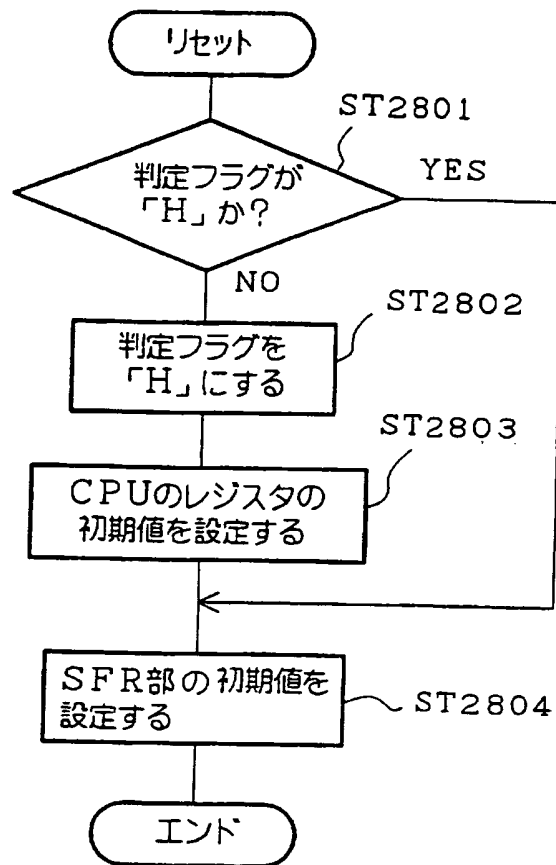 リセット
ST2801
判定フラグが
「H」か?
YES
NO
ST2802
判定フラグを
「H」にする
ST2803
CPUのレジスタの
初期値を設定する
SFR部の初期値を
設定する
ST2804
エンド